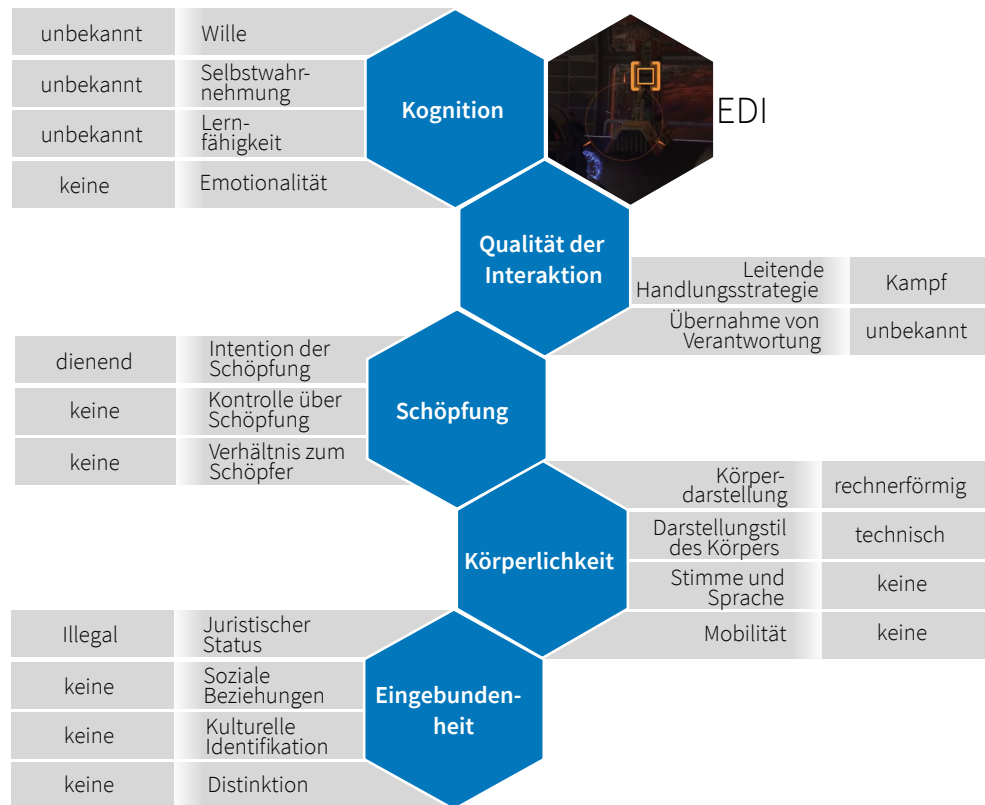 unbekannt Wille
unbekannt Selbstwahr-
nehmung
unbekannt Lern-
fähigkeit
keine Emotionalität
Kognition
EDI
Qualität der
Interaktion
Leitende
Handlungsstrategie Kampf
Übernahme von
Verantwortung unbekannt
dienend Intention der
Schöpfung
keine Kontrolle über
Schöpfung
keine Verhältnis zum
Schöpfer
Schöpfung
Körper-
darstellung rechnerförmig
Darstellungstil
des Körpers technisch
Stimme und
Sprache keine
Mobilität keine
Körperlichkeit
Illegal Juristischer
Status
keine Soziale
Beziehungen
keine Kulturelle
Identifikation
keine Distinktion
Eingebunden-
heit